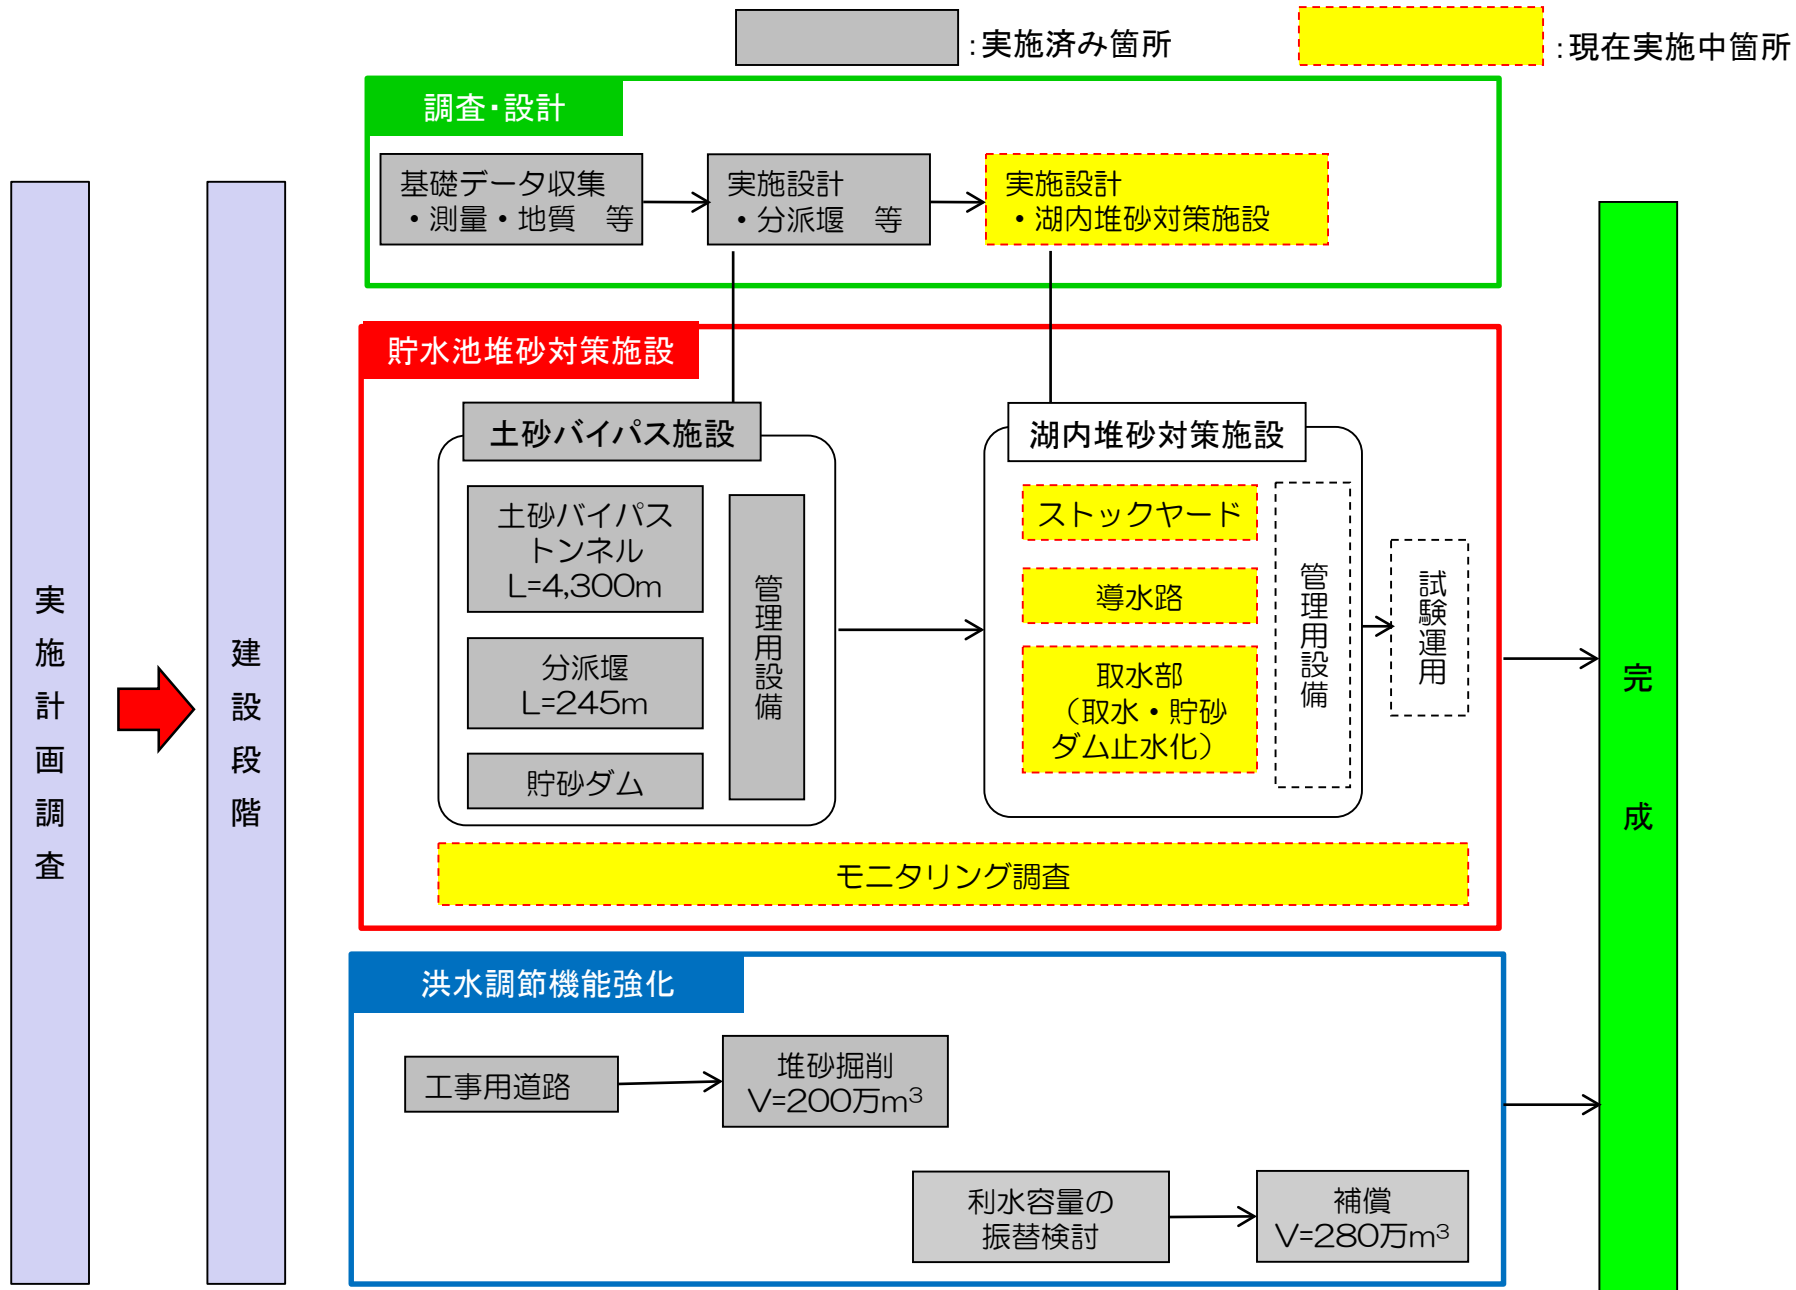 :実施済み箇所
:現在実施中箇所
調査・設計
基礎データ収集
・測量・地質　等
実施設計
・分派堰　等
実施設計
・湖内堆砂対策施設
実施計画調査
建設段階
貯水池堆砂対策施設
土砂バイパス施設
土砂バイパス
トンネル
L=4,300m
分派堰
L=245m
貯砂ダム
管理用設備
湖内堆砂対策施設
ストックヤード
導水路
取水部
（取水・貯砂
ダム止水化）
管理用設備
試験運用
モニタリング調査
洪水調節機能強化
工事用道路
堆砂掘削
V=200万m³
利水容量の
振替検討
補償
V=280万m³
完成